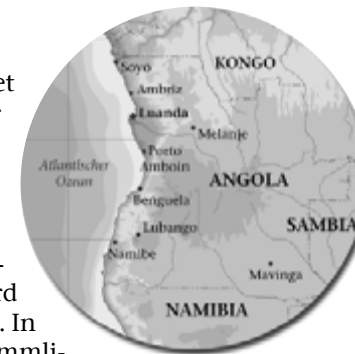 et
Soyo
KONGO
Ambriz
Luanda
Melanje
Porto
Amboin
Atlantischer
Ozean
ANGOLA
Benguela
SAMBIA
Lubango
Namibe
Mavinga
rd
NAMIBIA
. In
mmli-